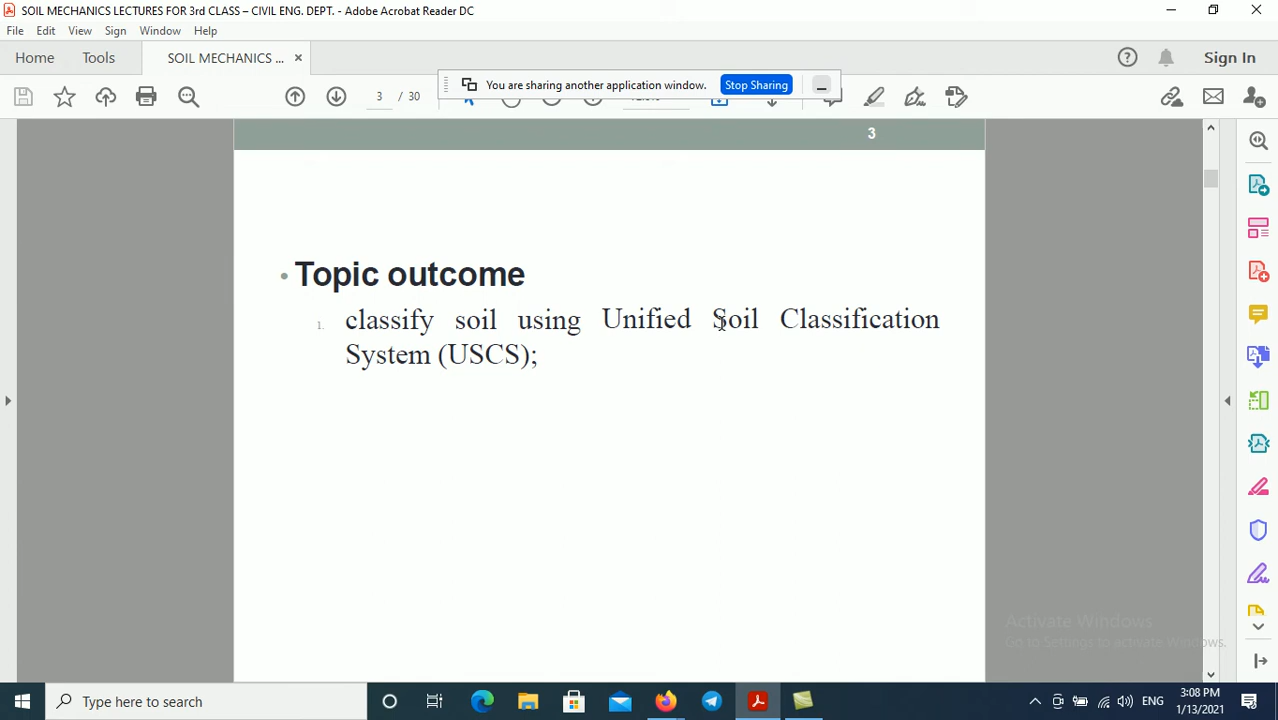 SOIL MECHANICS LECTURES FOR 3rd CLASS – CIVIL ENG. DEPT. - Adobe Acrobat Reader DC
File Edit View Sign Window Help
Home Tools SOIL MECHANICS ... × Sign In
You are sharing another application window. Stop Sharing
3 / 30
3
• Topic outcome
1. classify soil using Unified Soil Classification
System (USCS);
Activate Windows
Go to Settings to activate Windows.
Type here to search
ENG
3:08 PM
1/13/2021